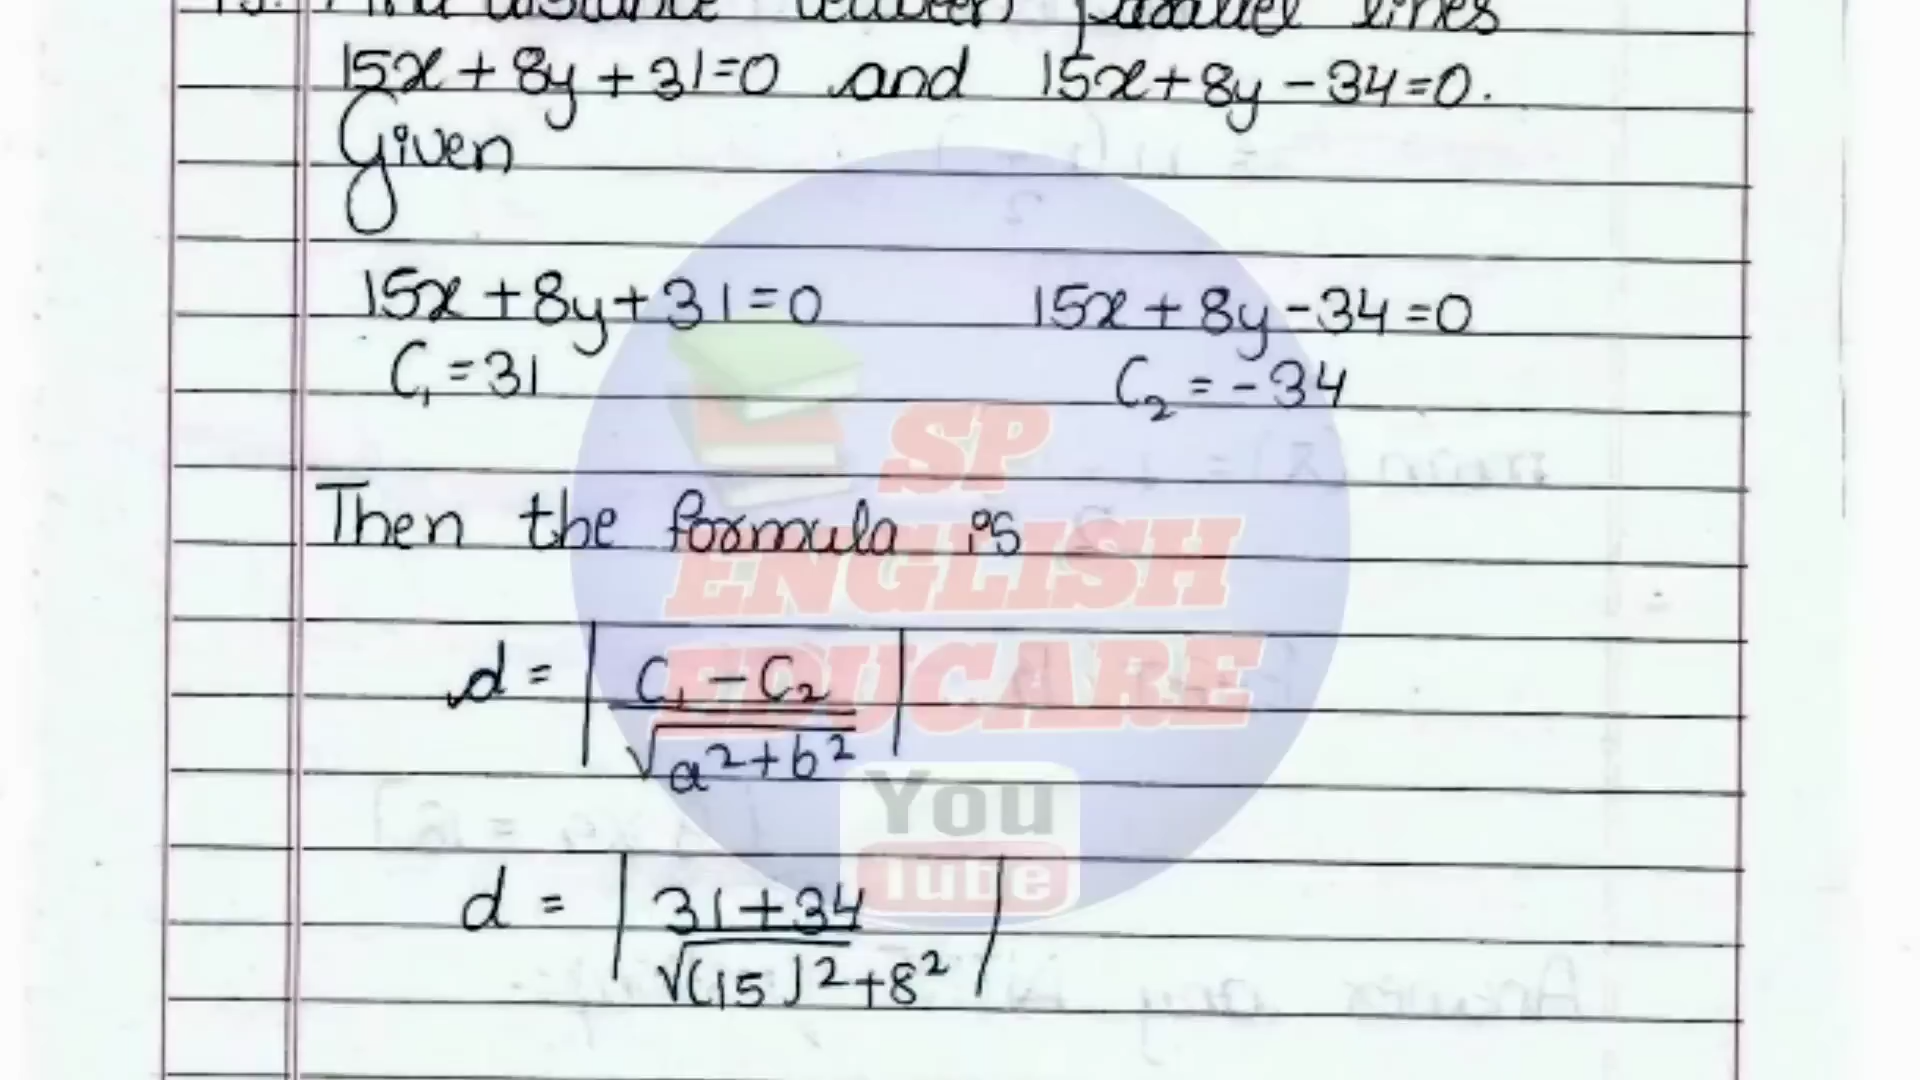 Find distance between parallel lines
15x + 8y + 31 = 0 and 15x + 8y - 34 = 0.
Given
15x + 8y + 31 = 0 15x + 8y - 34 = 0
C₁ = 31 C₂ = -34
Then the formula is
d = | C₁ - C₂ / √a² + b² |
d = | 31 + 34 / √(15)² + 8² |
SP
ENGLISH
EDUCARE
You
Tube